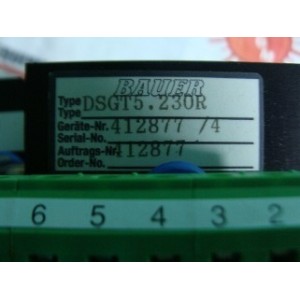 BAUER
Type DSGT5.230R
Type
Geräte-Nr. 412877 /4
Serial-No.
Auftrags-Nr. 412877
Order-No.
6 5 4 3 2